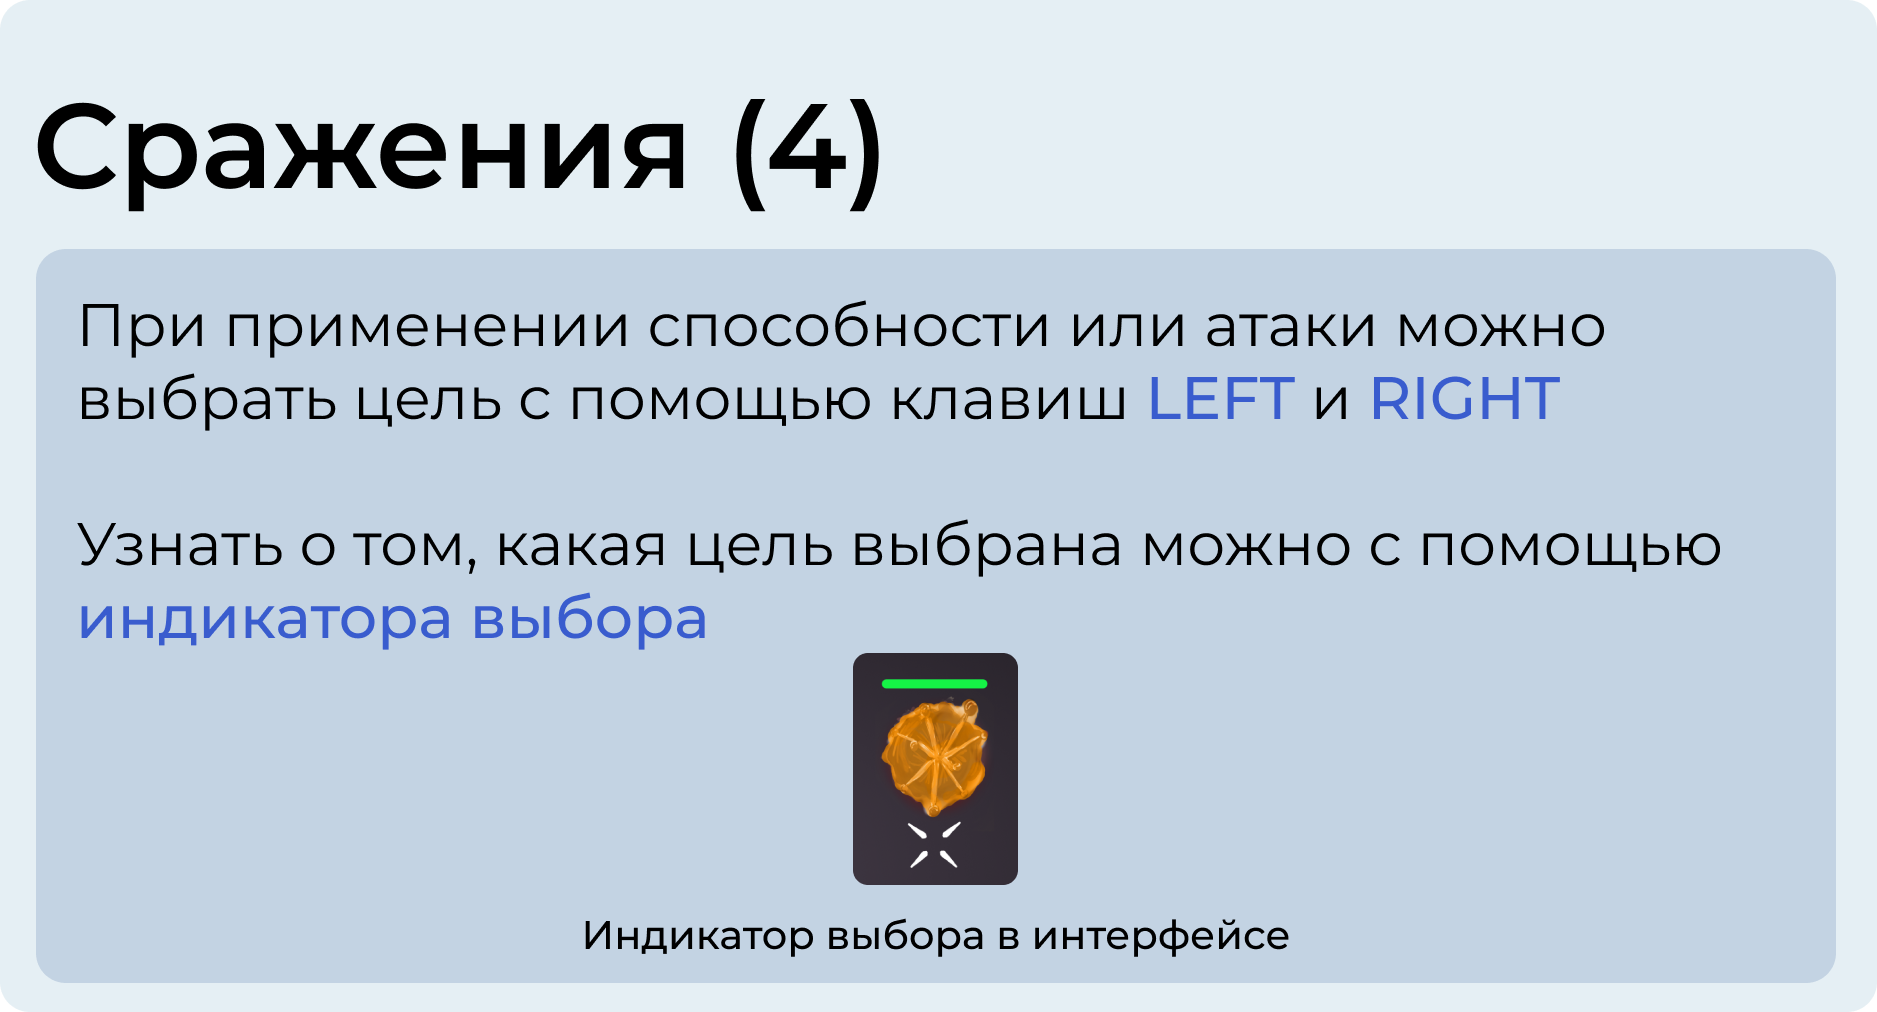 Сражения (4)
При применении способности или атаки можно
выбрать цель с помощью клавиш LEFT и RIGHT
Узнать о том, какая цель выбрана можно с помощью
индикатора выбора
Индикатор выбора в интерфейсе